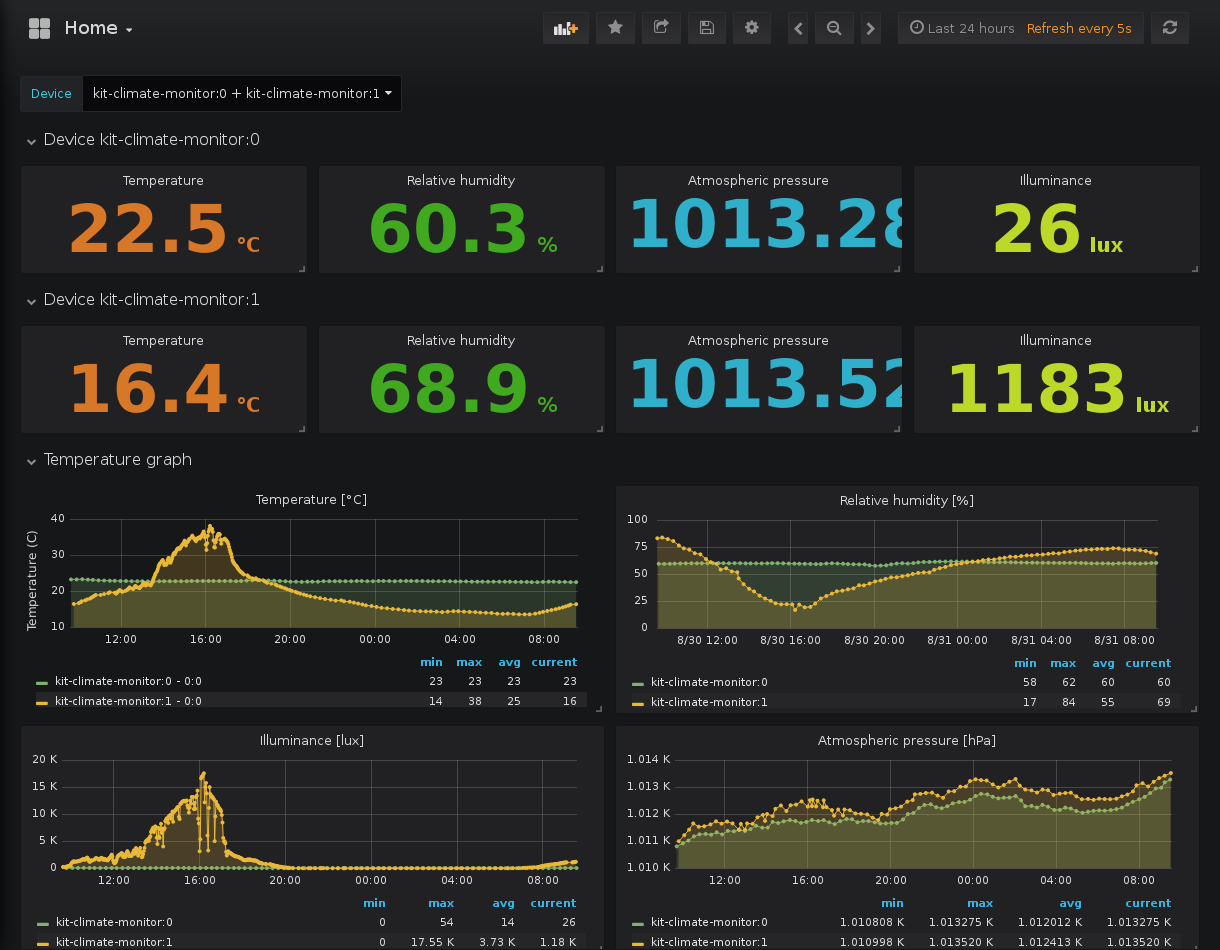 Home
Last 24 hours Refresh every 5s
Device kit-climate-monitor:0 + kit-climate-monitor:1
Device kit-climate-monitor:0
Temperature Relative humidity Atmospheric pressure Illuminance
22.5 °C 60.3 % 1013.28 26 lux
Device kit-climate-monitor:1
Temperature Relative humidity Atmospheric pressure Illuminance
16.4 °C 68.9 % 1013.52 1183 lux
Temperature graph
Temperature [°C]
Temperature (C)
40
30
20
10
12:00 16:00 20:00 00:00 04:00 08:00
min max avg current
kit-climate-monitor:0 - 0:0 23 23 23 23
kit-climate-monitor:1 - 0:0 14 38 25 16
Relative humidity [%]
100
75
50
25
0
8/30 12:00 8/30 16:00 8/30 20:00 8/31 00:00 8/31 04:00 8/31 08:00
min max avg current
kit-climate-monitor:0 58 62 60 60
kit-climate-monitor:1 17 84 55 69
Illuminance [lux]
20 K
15 K
10 K
5 K
0
12:00 16:00 20:00 00:00 04:00 08:00
min max avg current
kit-climate-monitor:0 0 54 14 26
kit-climate-monitor:1 0 17.55 K 3.73 K 1.18 K
Atmospheric pressure [hPa]
1.014 K
1.013 K
1.012 K
1.011 K
1.010 K
12:00 16:00 20:00 00:00 04:00 08:00
min max avg current
kit-climate-monitor:0 1.010808 K 1.013275 K 1.012012 K 1.013275 K
kit-climate-monitor:1 1.010998 K 1.013520 K 1.012413 K 1.013520 K